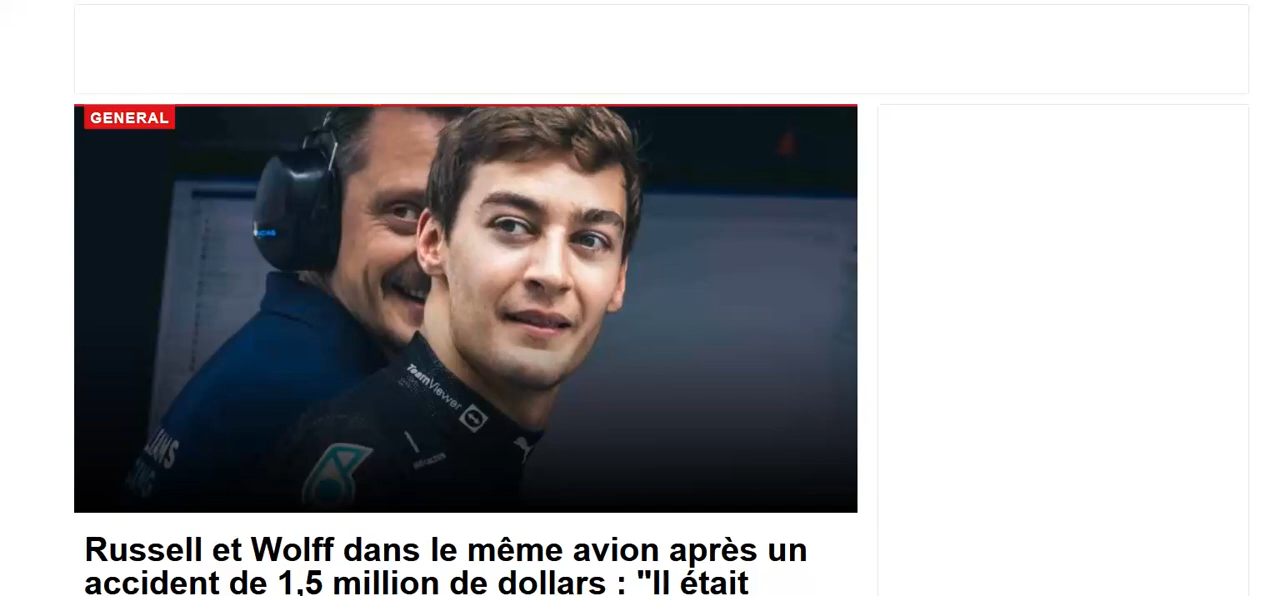 GENERAL
TeamViewer
Russell et Wolff dans le même avion après un
accident de 1,5 million de dollars : "Il était